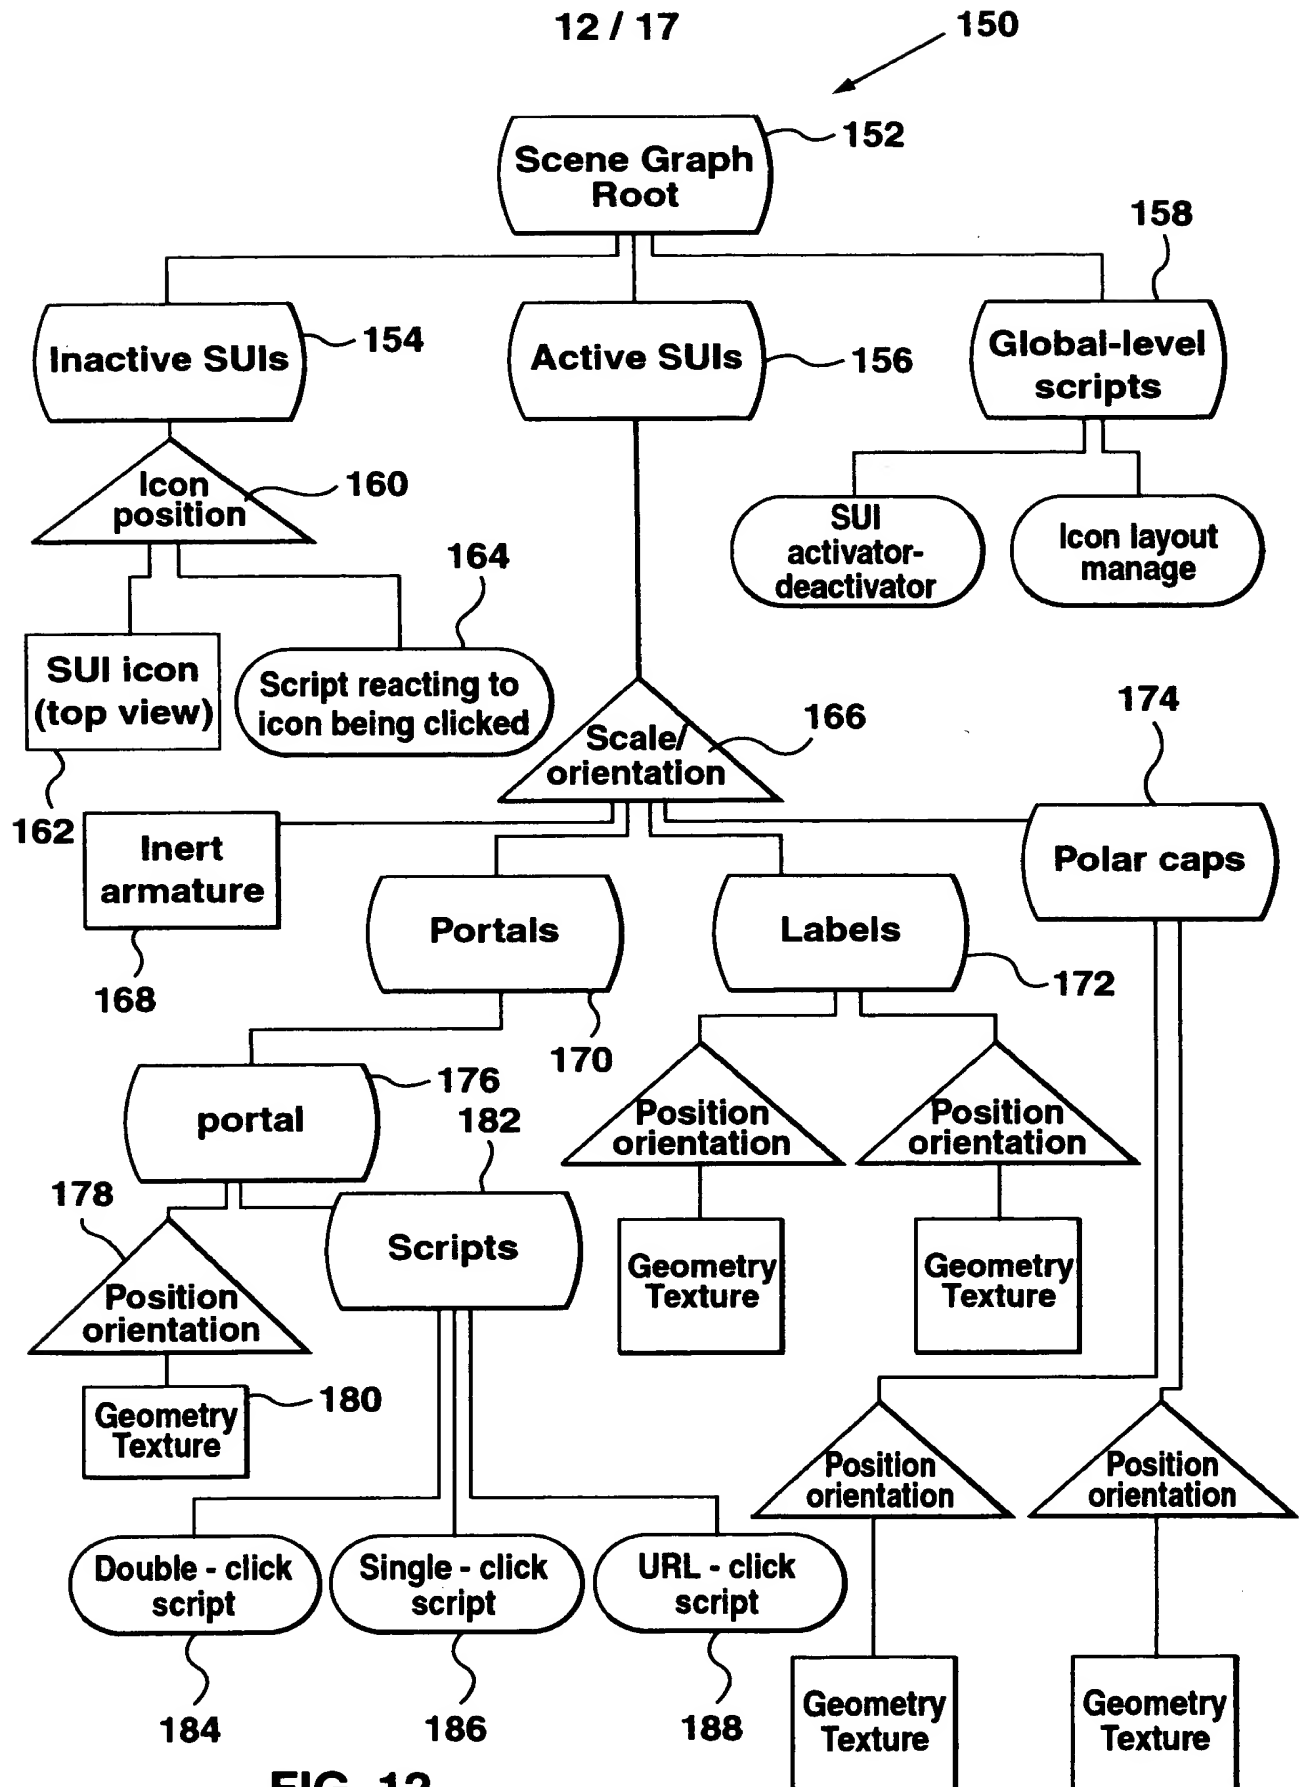 12 / 17
150
152
Scene Graph
Root
158
154
Inactive SUIs
Active SUIs
156
Global-level
scripts
Icon
position
160
SUI
activator-
deactivator
Icon layout
manage
164
SUI icon
(top view)
Script reacting to
icon being clicked
162
174
166
Scale/
orientation
Inert
armature
Polar caps
168
Portals
Labels
170
172
176
portal
182
Position
orientation
Position
orientation
178
Scripts
Position
orientation
Geometry
Texture
Geometry
Texture
180
Geometry
Texture
Position
orientation
Position
orientation
Double - click
script
Single - click
script
URL - click
script
184
186
188
Geometry
Texture
Geometry
Texture
FIG. 12